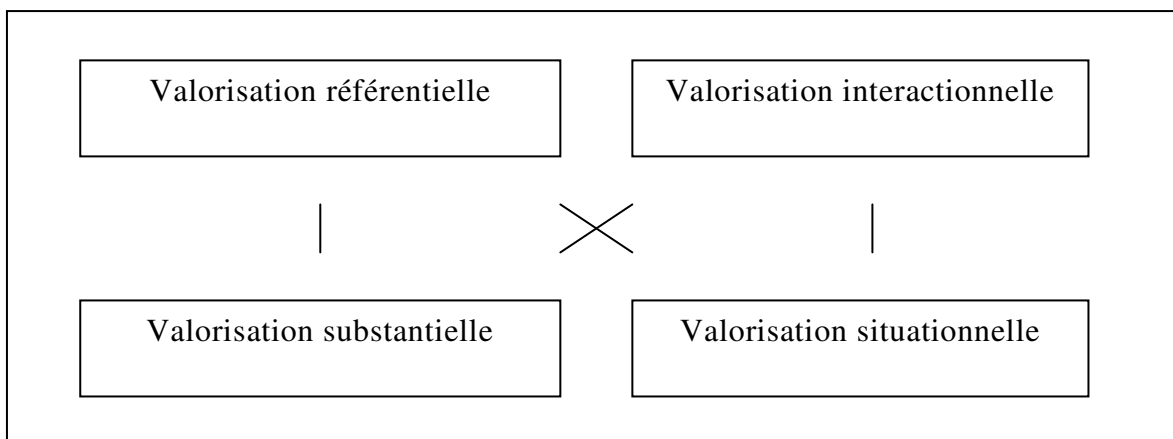 Valorisation référentielle
Valorisation interactionnelle
Valorisation substantielle
Valorisation situationnelle